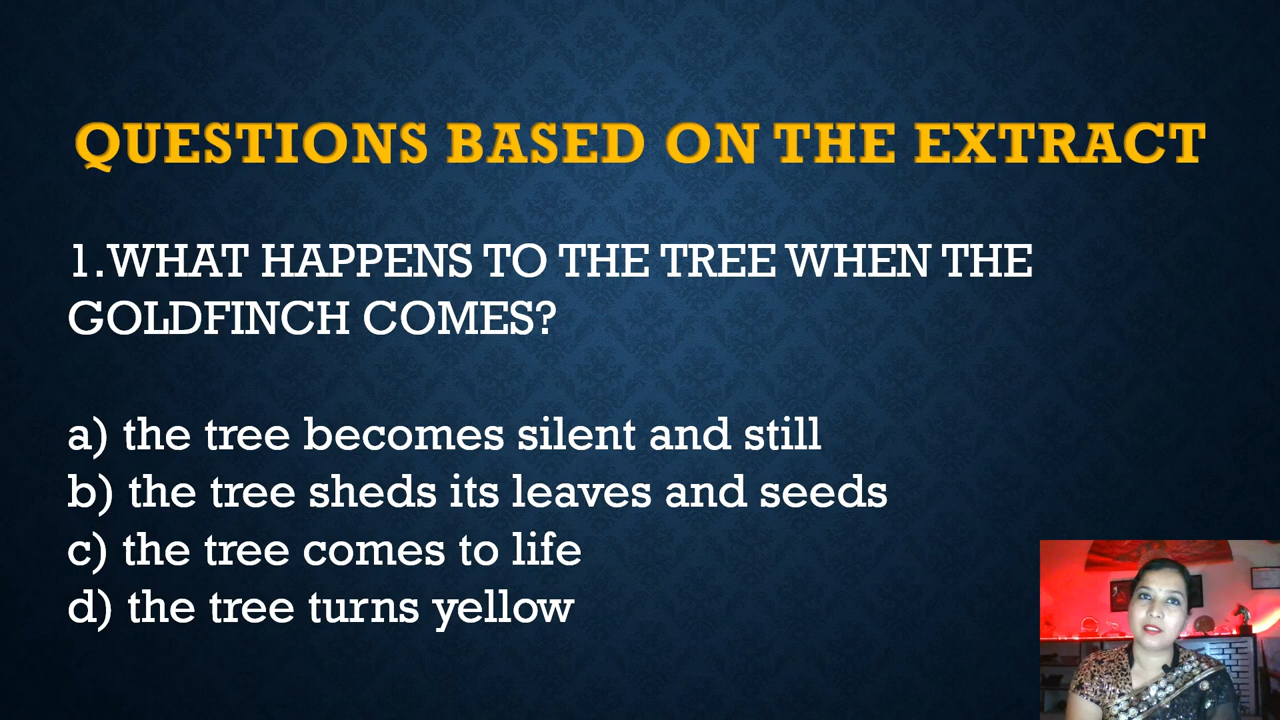 QUESTIONS BASED ON THE EXTRACT
1.WHAT HAPPENS TO THE TREE WHEN THE
GOLDFINCH COMES?
a) the tree becomes silent and still
b) the tree sheds its leaves and seeds
c) the tree comes to life
d) the tree turns yellow